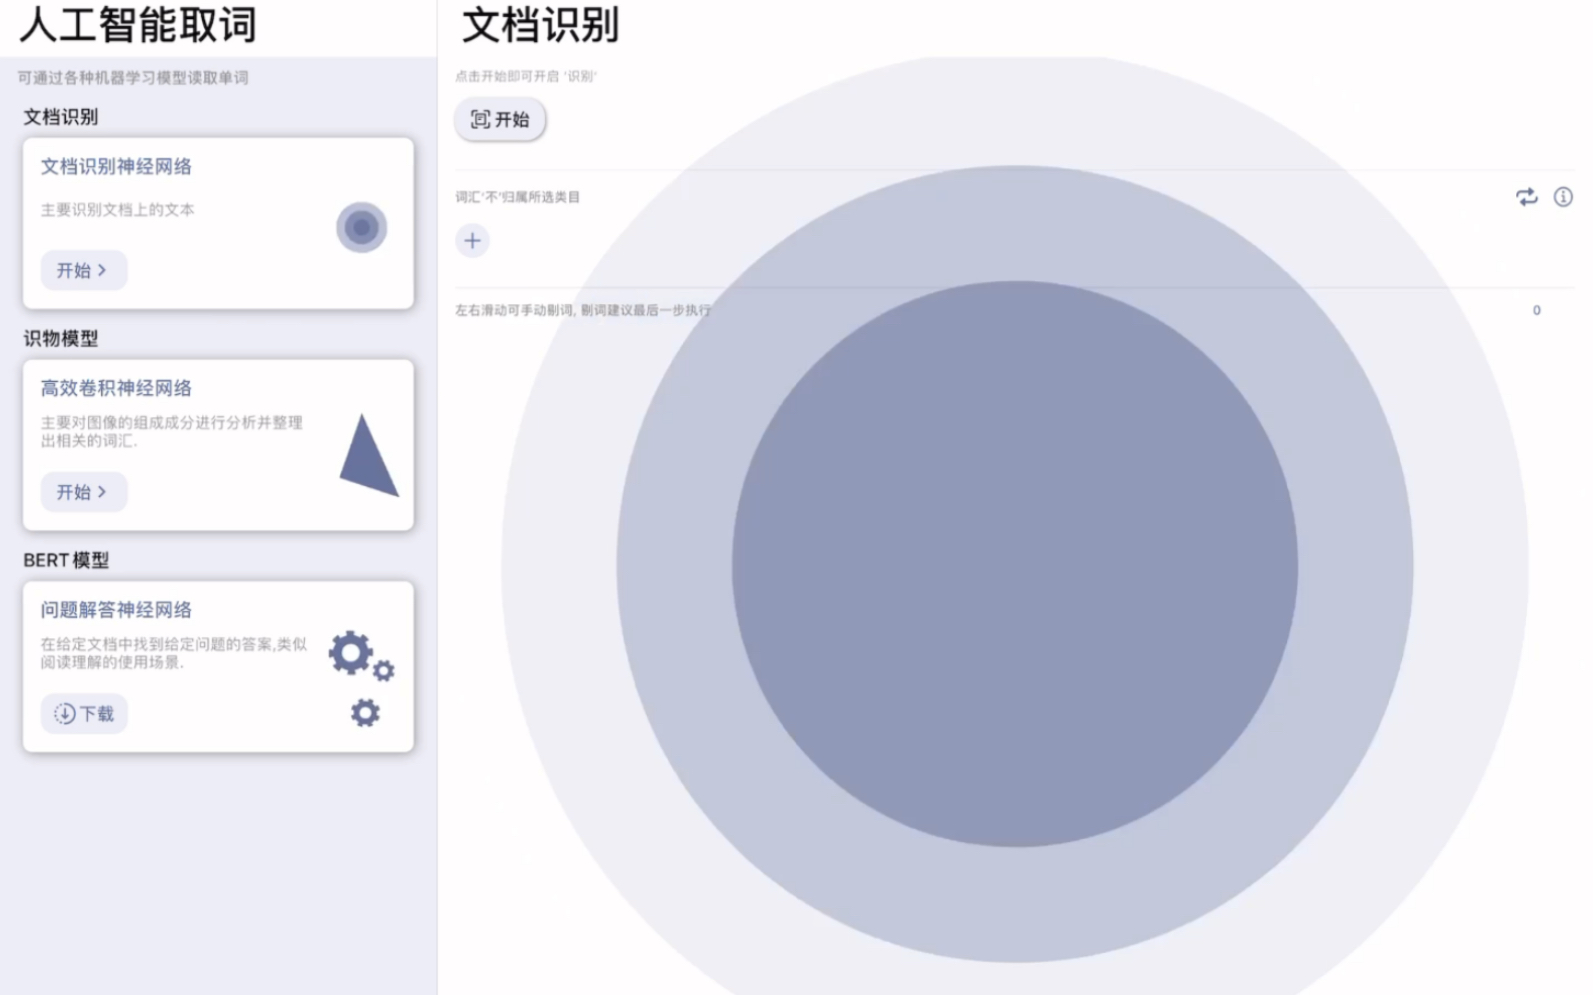 人工智能取词
可通过各种机器学习模型读取单词
文档识别
文档识别神经网络
主要识别文档上的文本
开始
识物模型
高效卷积神经网络
主要对图像的组成成分进行分析并整理
出相关的词汇.
开始
BERT模型
问题解答神经网络
在给定文档中找到给定问题的答案,类似
阅读理解的使用场景.
下载
文档识别
点击开始即可开启 '识别'
开始
词汇'不'归属所选类目
左右滑动可手动剔词, 剔词建议最后一步执行
0